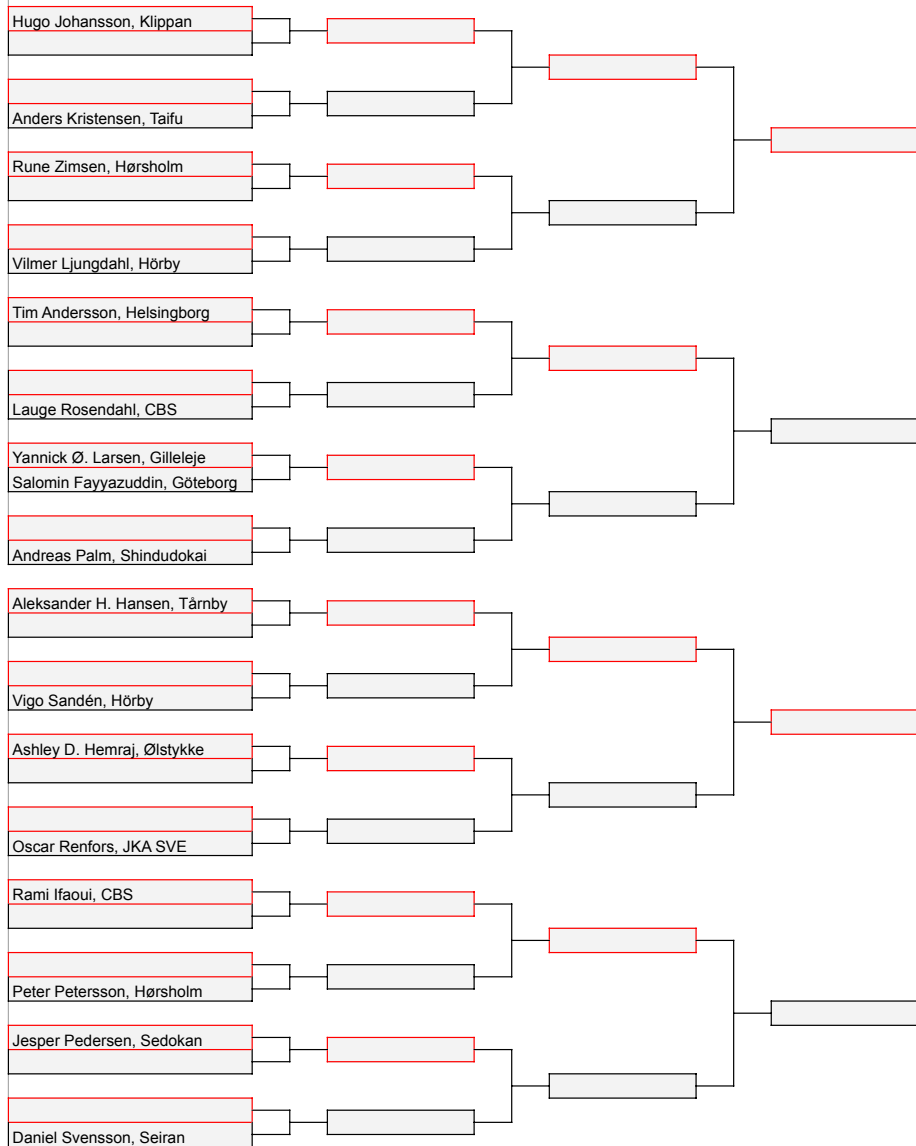 Hugo Johansson, Klippan
Anders Kristensen, Taifu
Rune Zimsen, Hørsholm
Vilmer Ljungdahl, Hörby
Tim Andersson, Helsingborg
Lauge Rosendahl, CBS
Yannick Ø. Larsen, Gilleleje
Salomin Fayyazuddin, Göteborg
Andreas Palm, Shindudokai
Aleksander H. Hansen, Tårnby
Vigo Sandén, Hörby
Ashley D. Hemraj, Ølstykke
Oscar Renfors, JKA SVE
Rami Ifaoui, CBS
Peter Petersson, Hørsholm
Jesper Pedersen, Sedokan
Daniel Svensson, Seiran